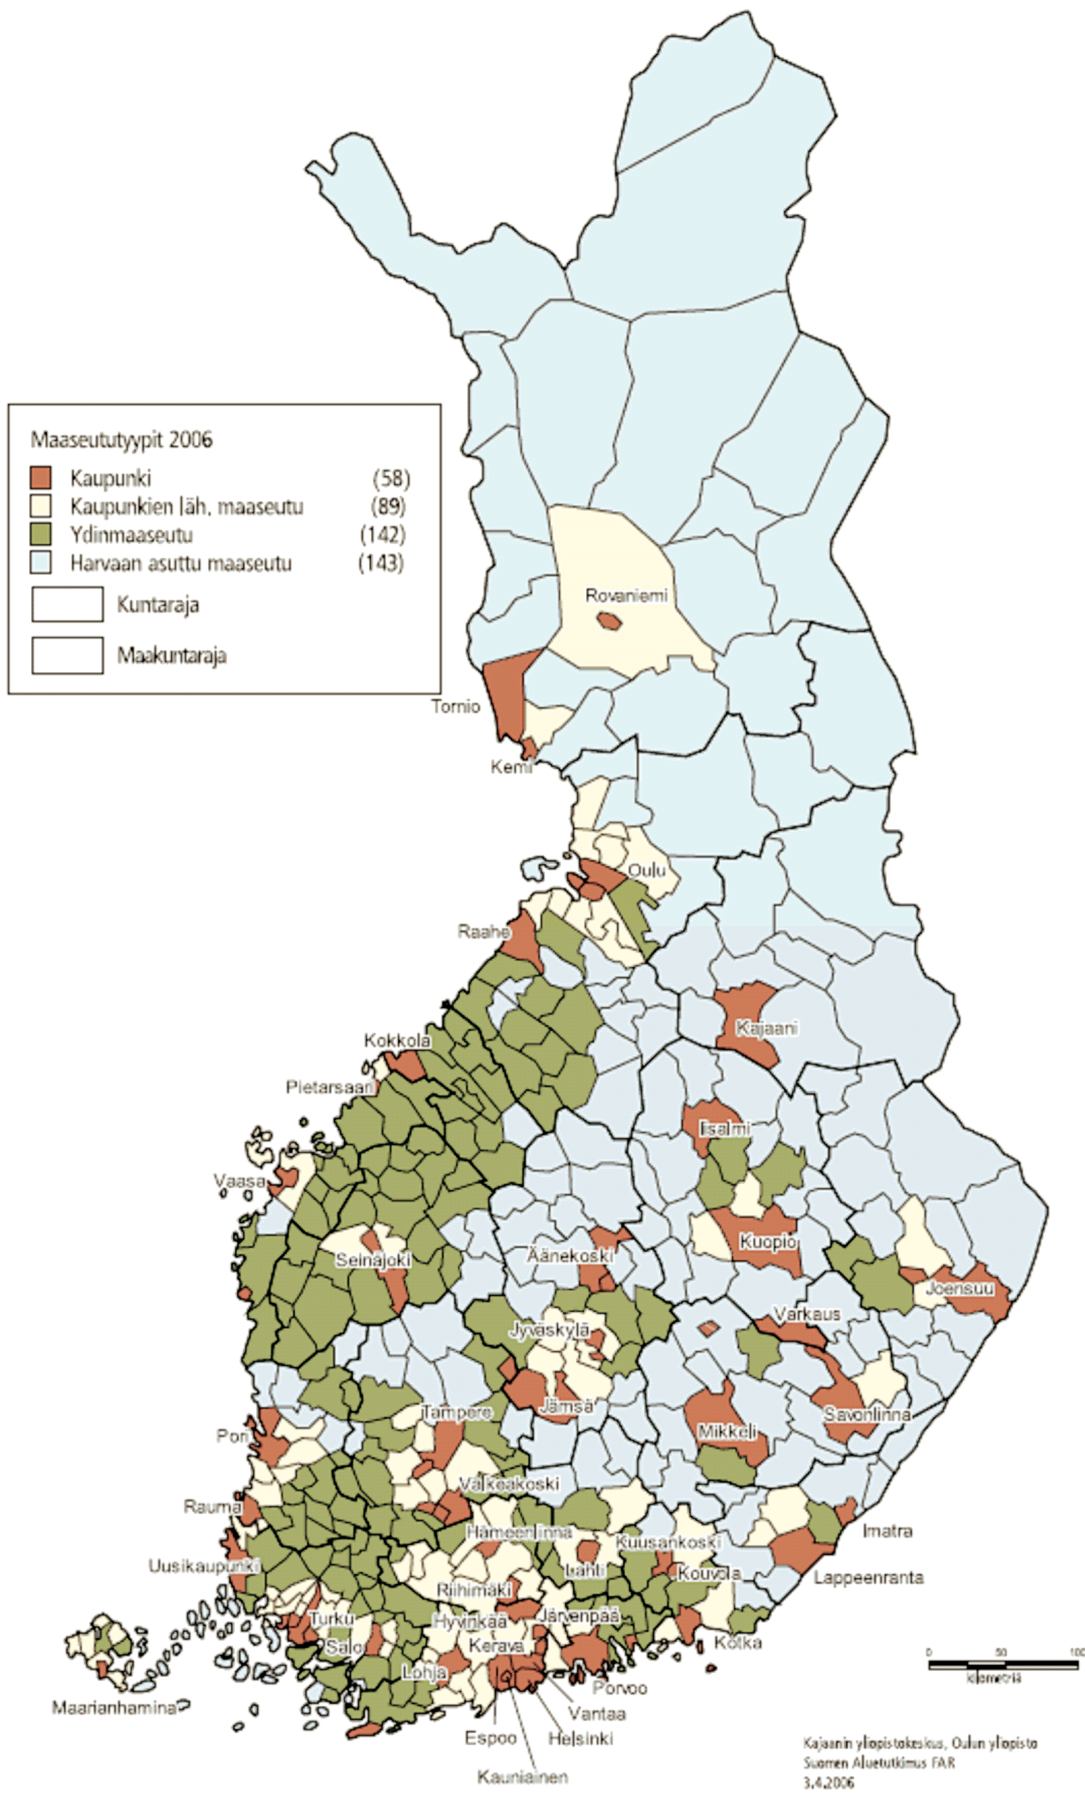 Maaseututyypit 2006
Kaupunki (58)
Kaupunkien läh. maaseutu (89)
Ydinmaaseutu (142)
Harvaan asuttu maaseutu (143)
Kuntaraja
Maakuntaraja
Rovaniemi
Tornio
Kemi
Oulu
Raahe
Kajaani
Kokkola
Pietarsaari
Iisalmi
Vaasa
Kuopio
Seinäjoki
Äänekoski
Joensuu
Varkaus
Jyväskylä
Jämsä
Savonlinna
Tampere
Mikkeli
Pori
Valkeakoski
Rauma
Imatra
Hämeenlinna
Kuusankoski
Uusikaupunki
Lahti
Kouvola
Lappeenranta
Riihimäki
Turku
Hyvinkää
Järvenpää
Salo
Kerava
Kotka
Lohja
Porvoo
Maarianhamina
Vantaa
Espoo
Helsinki
Kauniainen
0 50 100
kilometriä
Kajaanin yliopistokeskus, Oulun yliopisto
Suomen Aluetutkimus FAR
3.4.2006